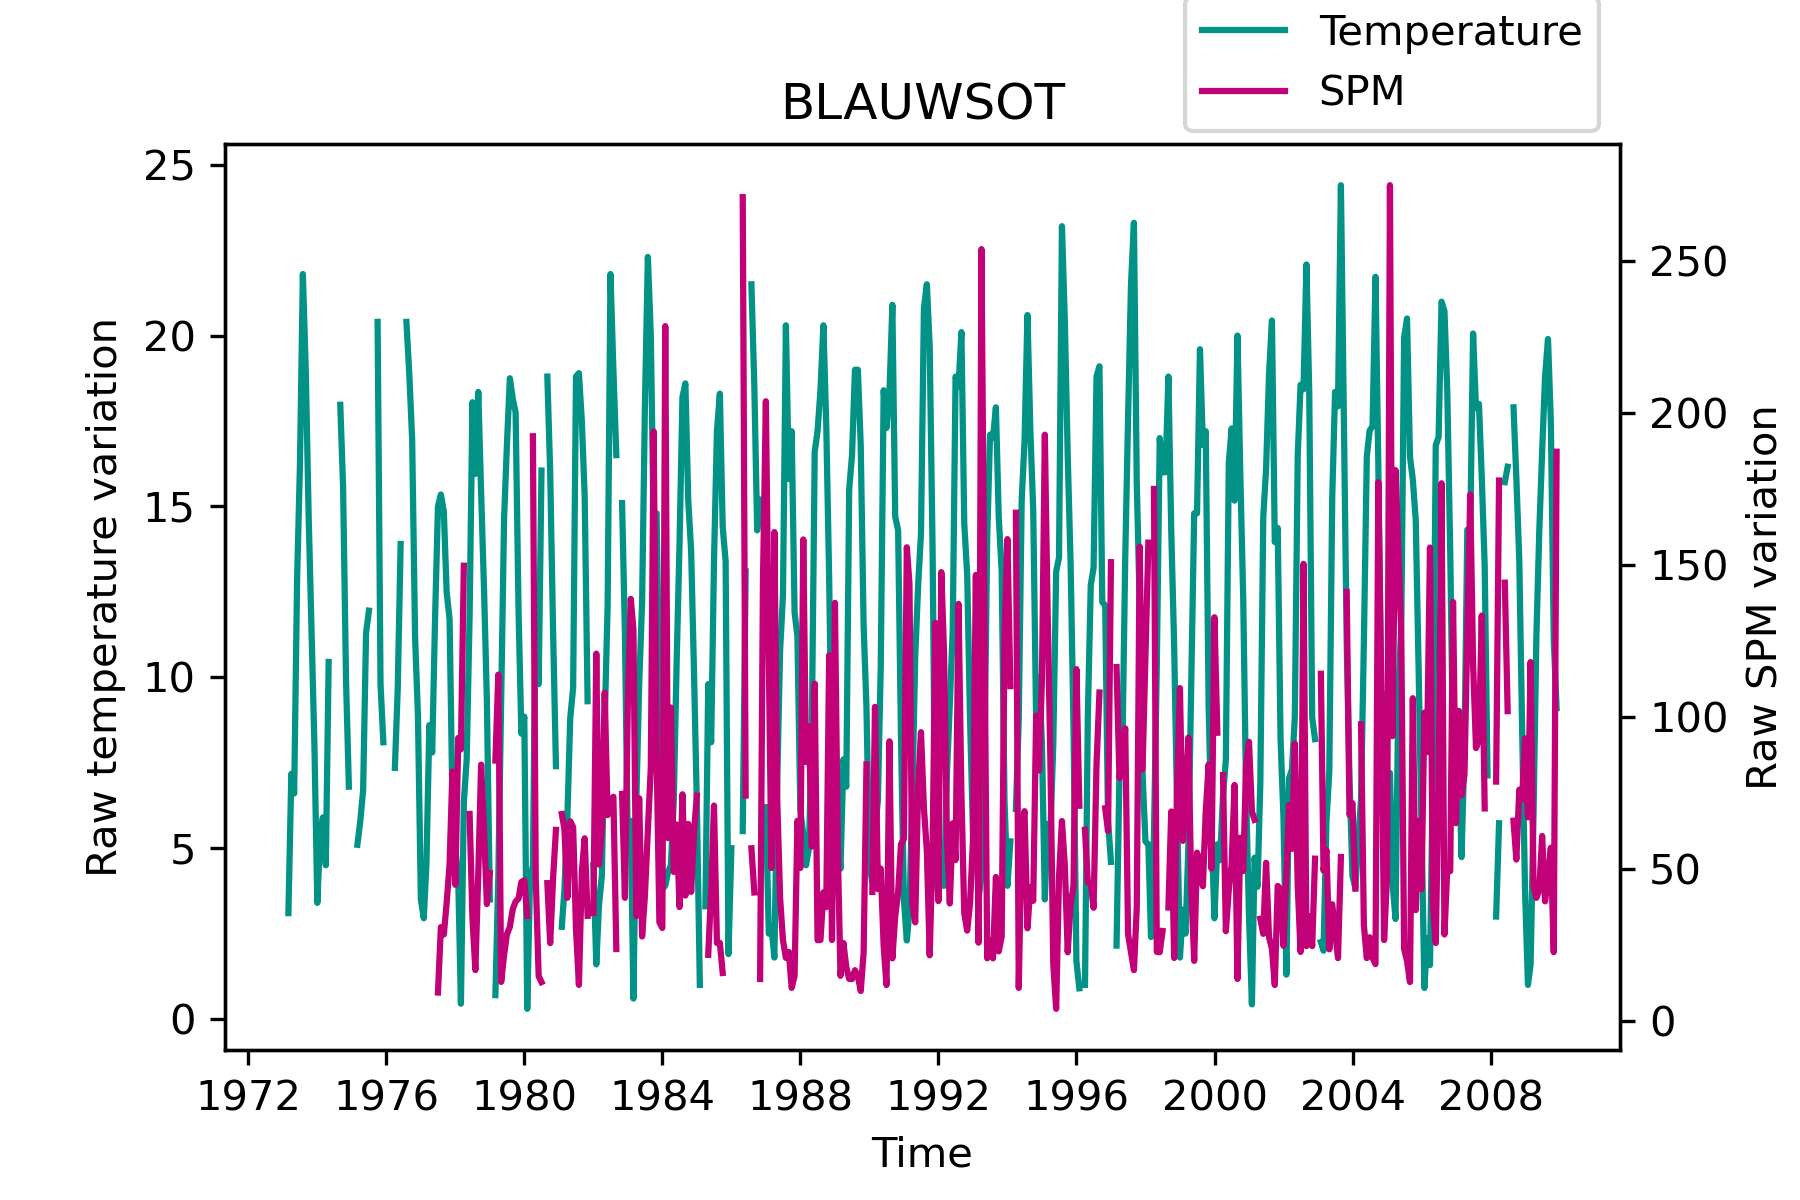 Temperature
SPM
BLAUWSOT
25
20
15
10
5
0
Raw temperature variation
250
200
150
100
50
0
Raw SPM variation
1972 1976 1980 1984 1988 1992 1996 2000 2004 2008
Time